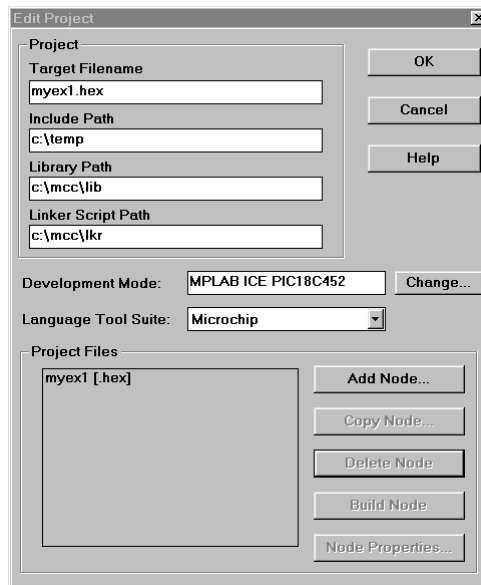 Edit Project
Project
Target Filename
myex1.hex
Include Path
c:\temp
Library Path
c:\mcc\lib
Linker Script Path
c:\mcc\lkr
OK
Cancel
Help
Development Mode: MPLAB ICE PIC18C452 Change...
Language Tool Suite: Microchip
Project Files
myex1 [.hex]
Add Node...
Copy Node...
Delete Node
Build Node
Node Properties...